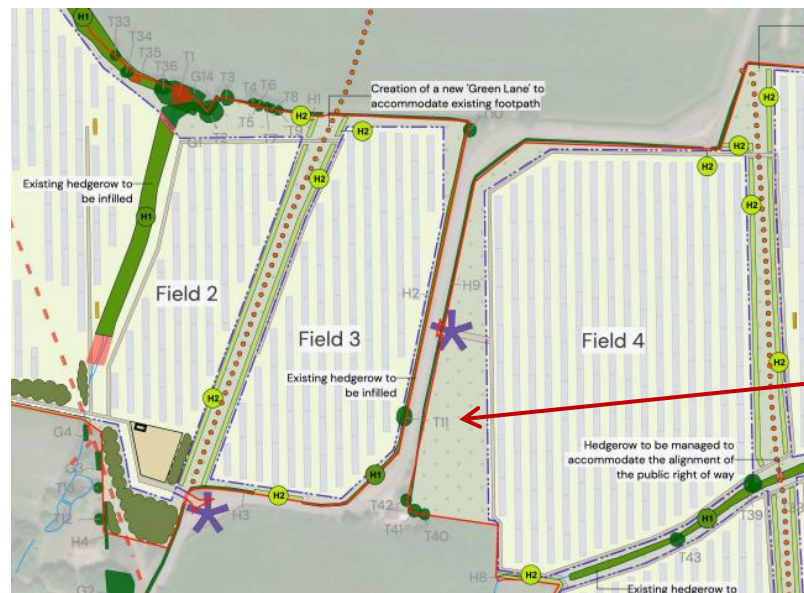 H1
T33
T34
T35
T36
T1
G14
T3
T4
T6
T8
H1
T2
T5
T7
T9
G1
H2
H2
H2
T10
Creation of a new 'Green Lane' to
accommodate existing footpath
H2
H2
H2
H2
Existing hedgerow to
be infilled
H1
Field 2
Field 3
Field 4
H2
H9
Existing hedgerow to
be infilled
H2
H2
T11
Hedgerow to be managed to
accommodate the alignment of
the public right of way
G4
G3
T12
H4
G2
H3
H2
H1
T42
T41
T40
T39
H1
T43
H8
H2
Existing hedgerow to